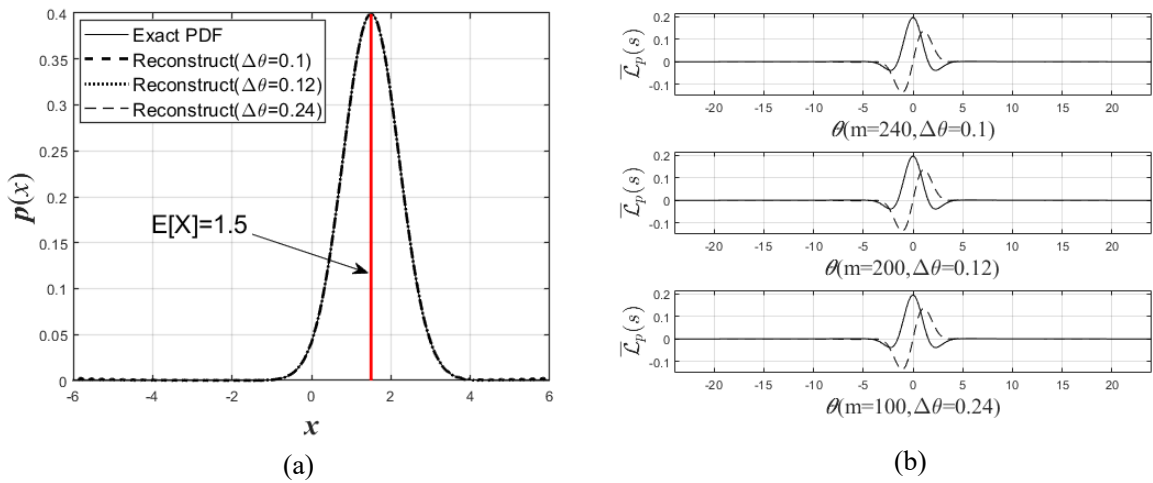 Exact PDF
Reconstruct(Δθ=0.1)
Reconstruct(Δθ=0.12)
Reconstruct(Δθ=0.24)
E[X]=1.5
0.4
0.35
0.3
0.25
0.2
0.15
0.1
0.05
0
p(x)
-6 -4 -2 0 2 4 6
x
(a)
0.2
0.1
0
-0.1
ℒ̅ₚ(s)
-20 -15 -10 -5 0 5 10 15 20
θ(m=240,Δθ=0.1)
0.2
0.1
0
-0.1
ℒ̅ₚ(s)
-20 -15 -10 -5 0 5 10 15 20
θ(m=200,Δθ=0.12)
0.2
0.1
0
-0.1
ℒ̅ₚ(s)
-20 -15 -10 -5 0 5 10 15 20
θ(m=100,Δθ=0.24)
(b)